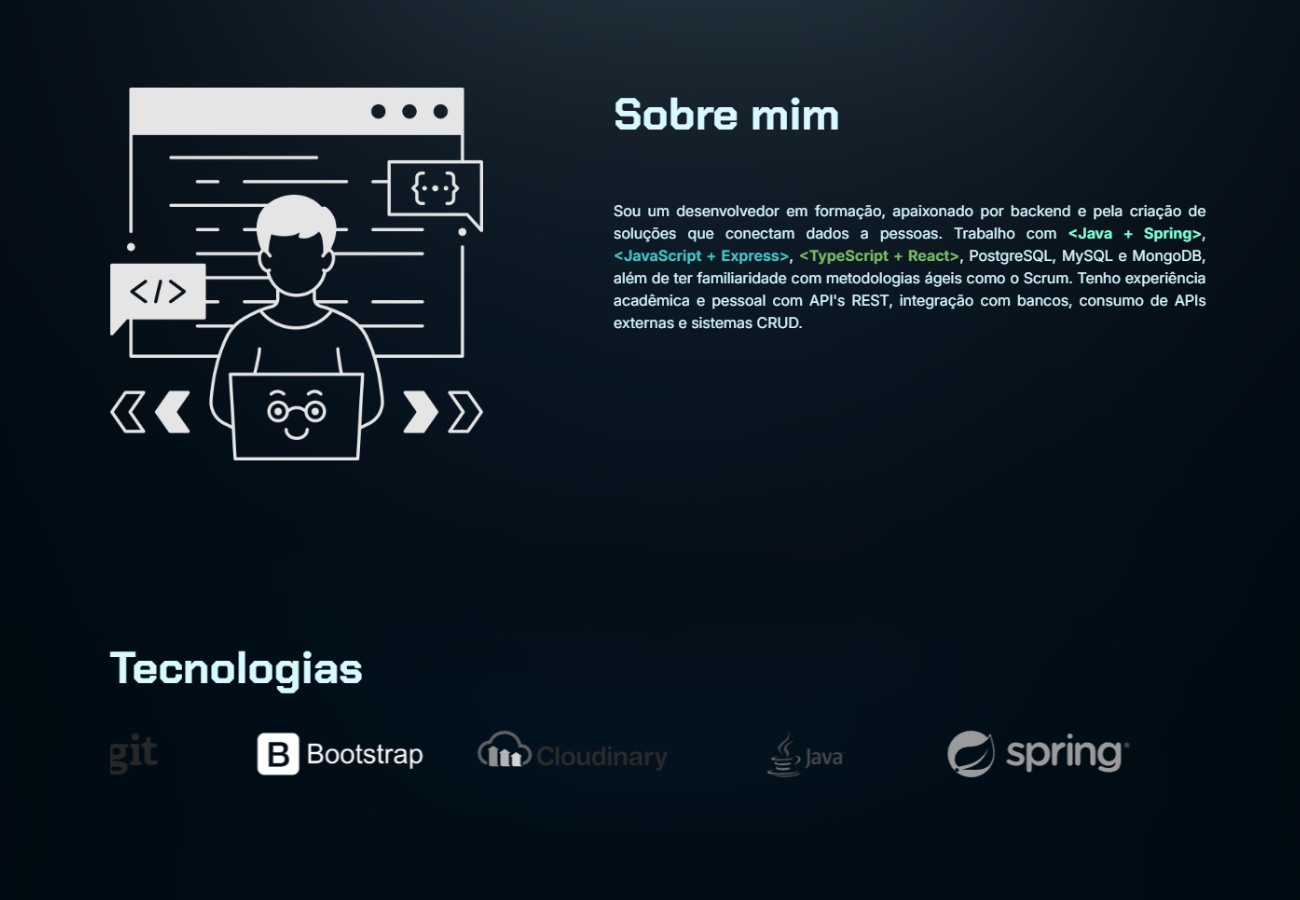 Sobre mim
{...}
</>
Sou um desenvolvedor em formação, apaixonado por backend e pela criação de
soluções que conectam dados a pessoas. Trabalho com <Java + Spring>,
<JavaScript + Express>, <TypeScript + React>, PostgreSQL, MySQL e MongoDB,
além de ter familiaridade com metodologias ágeis como o Scrum. Tenho experiência
acadêmica e pessoal com API's REST, integração com bancos, consumo de APIs
externas e sistemas CRUD.
Tecnologias
git
B Bootstrap
Cloudinary
Java
spring®